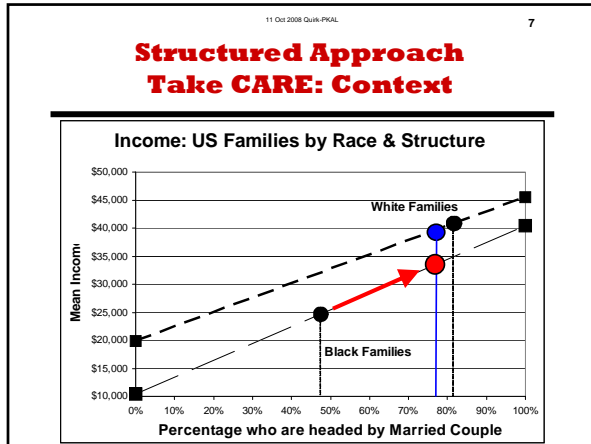 11 Oct 2008 Quirk-PKAL
7
Structured Approach
Take CARE: Context
Income: US Families by Race & Structure
$50,000
$45,000
$40,000
$35,000
$30,000
$25,000
$20,000
$15,000
$10,000
Mean Income
White Families
Black Families
0% 10% 20% 30% 40% 50% 60% 70% 80% 90% 100%
Percentage who are headed by Married Couple